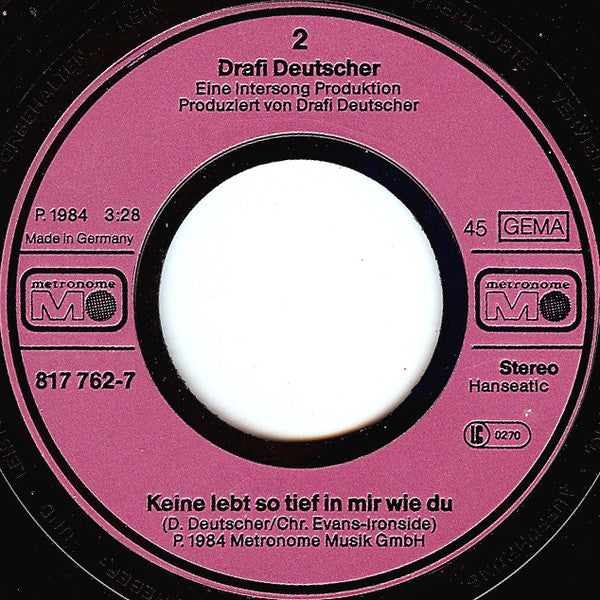 2
Drafi Deutscher
Eine Intersong Produktion
Produziert von Drafi Deutscher
P. 1984 3:28
Made in Germany
45 GEMA
metronome
M
metronome
M
817 762-7
Stereo
Hanseatic
LC 0270
Keine lebt so tief in mir wie du
(D. Deutscher/Chr. Evans-Ironside)
P. 1984 Metronome Musik GmbH